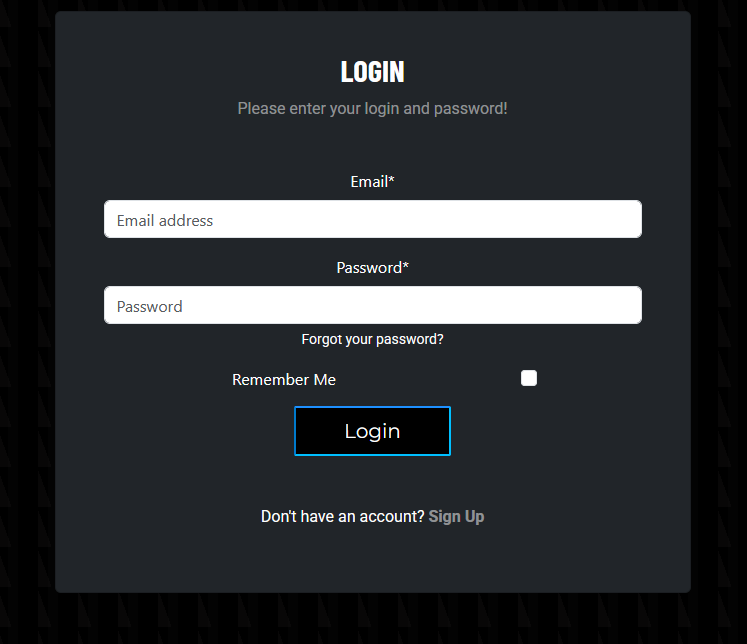 LOGIN
Please enter your login and password!
Email*
Email address
Password*
Password
Forgot your password?
Remember Me
Login
Don't have an account? Sign Up